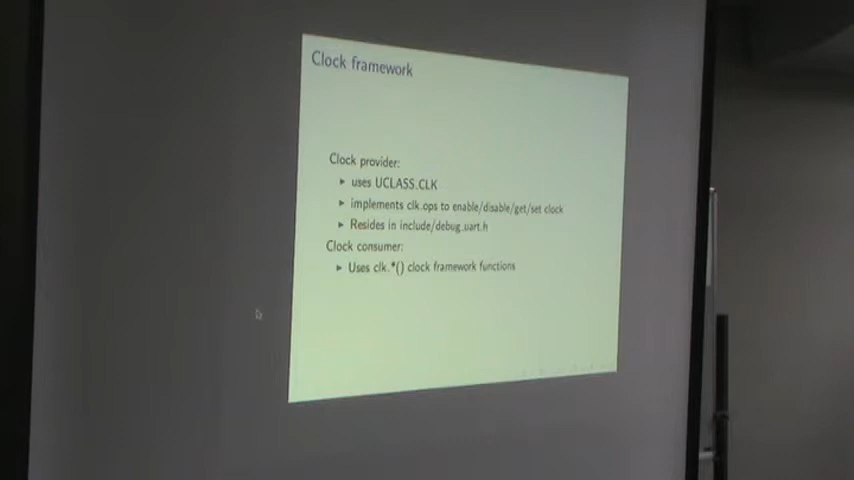 Clock framework
Clock provider:
▸ uses UCLASS_CLK
▸ implements clk_ops to enable/disable/get/set clock
▸ Resides in include/debug_uart.h
Clock consumer:
▸ Uses clk_*() clock framework functions